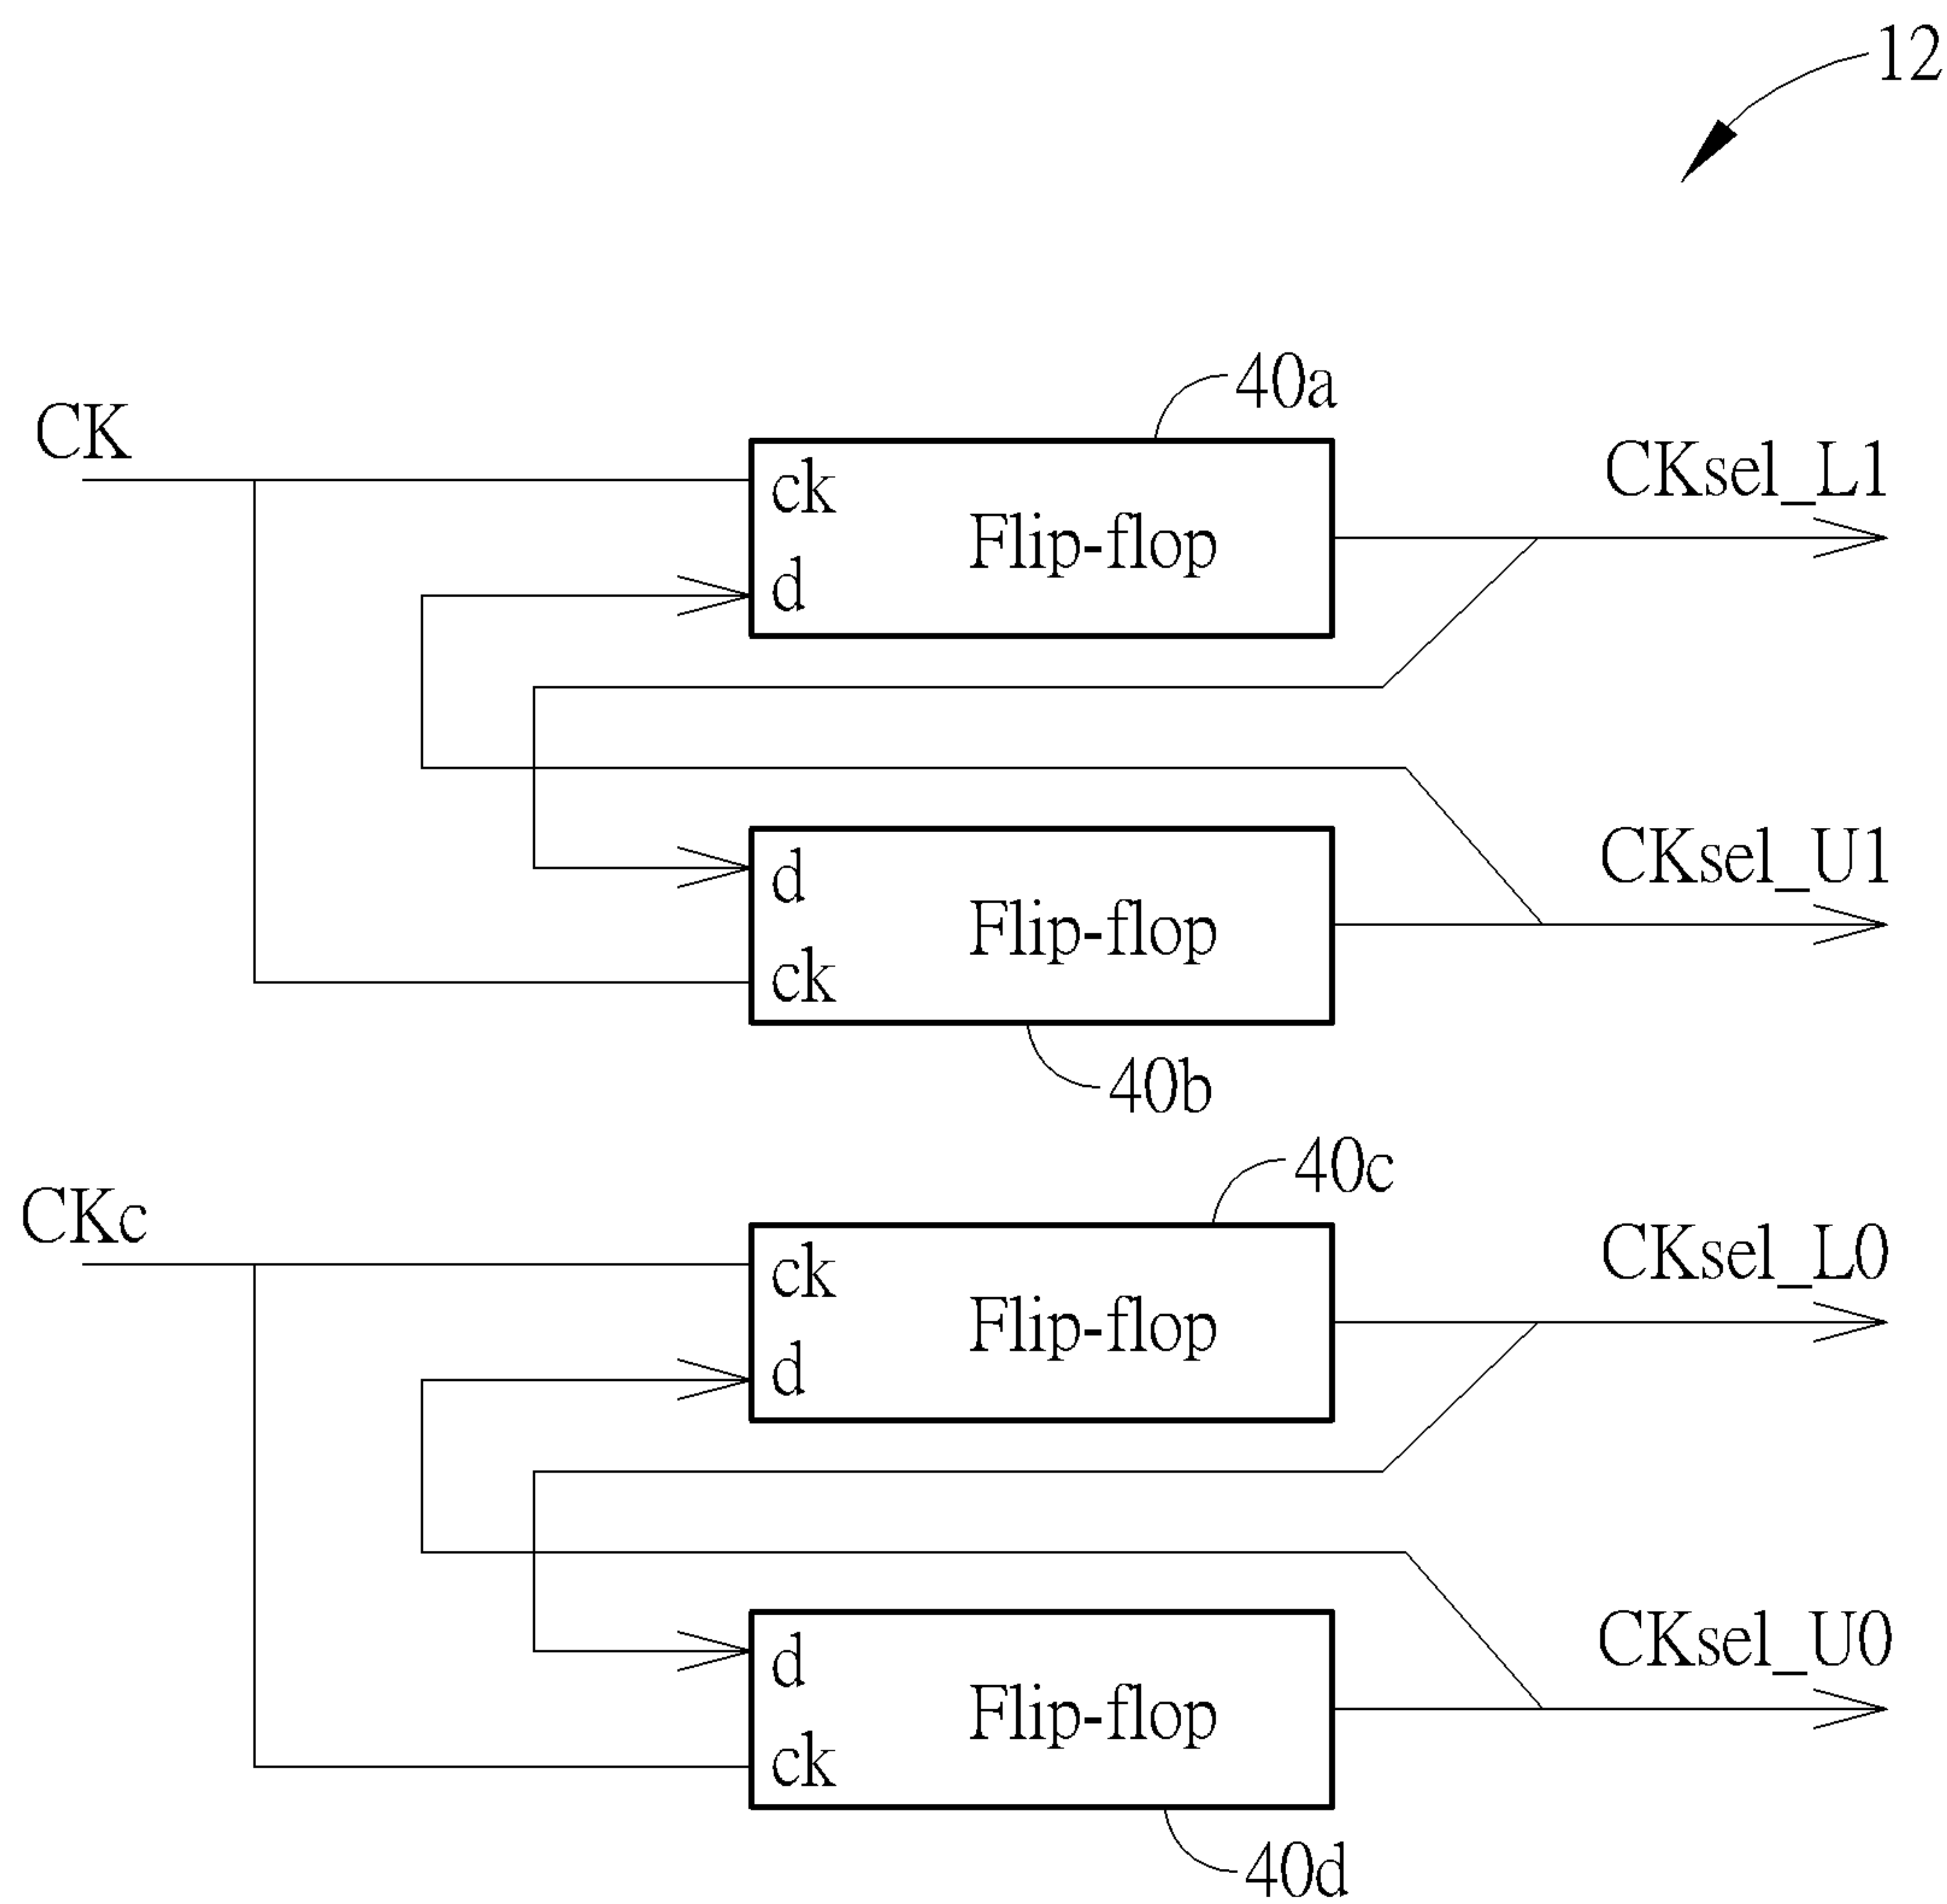 12
40a
CK
CKsel_L1
ck
Flip-flop
d
CKsel_U1
d
Flip-flop
ck
40b
40c
CKc
CKsel_L0
ck
Flip-flop
d
CKsel_U0
d
Flip-flop
ck
40d